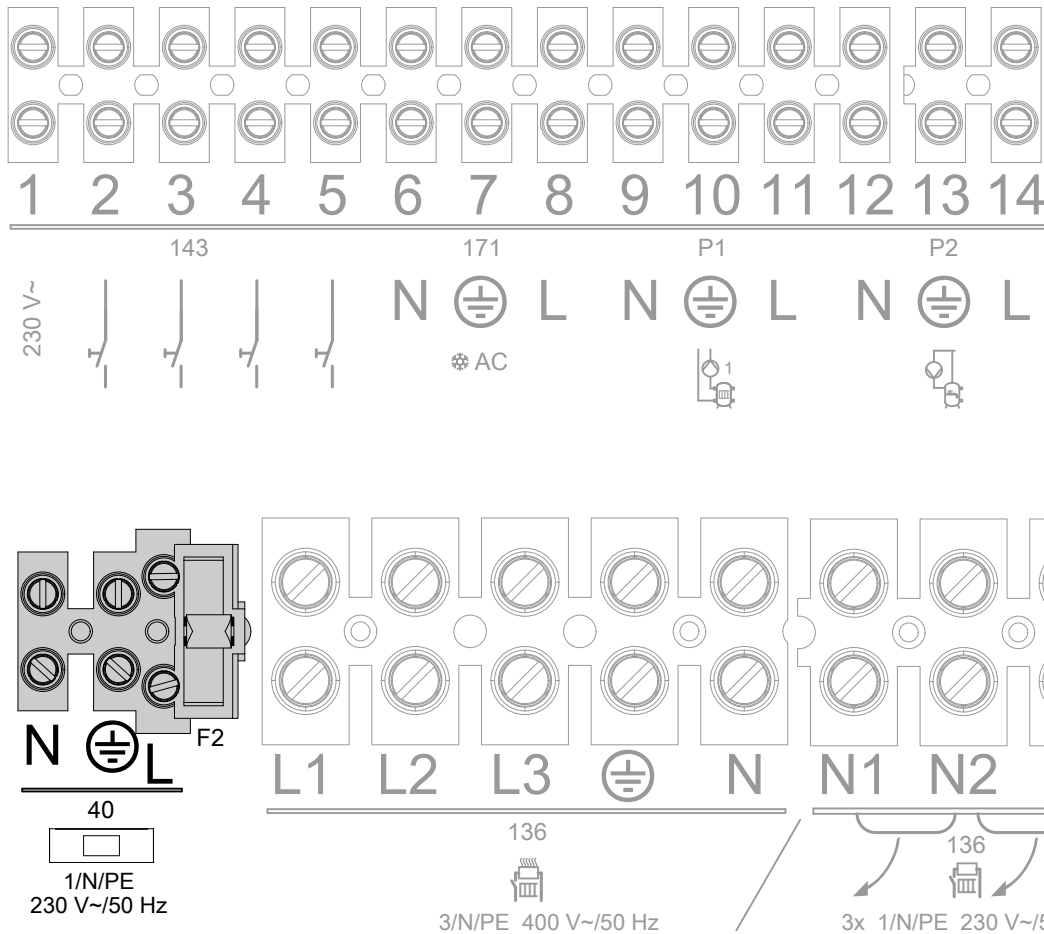 1 2 3 4 5 6 7 8 9 10 11 12 13 14
143 171 P1 P2
230 V~ N L N L N L
AC 1
F2
N L
L1 L2 L3 N N1 N2
40
136 136
1/N/PE
230 V~/50 Hz
3/N/PE 400 V~/50 Hz 3x 1/N/PE 230 V~/5